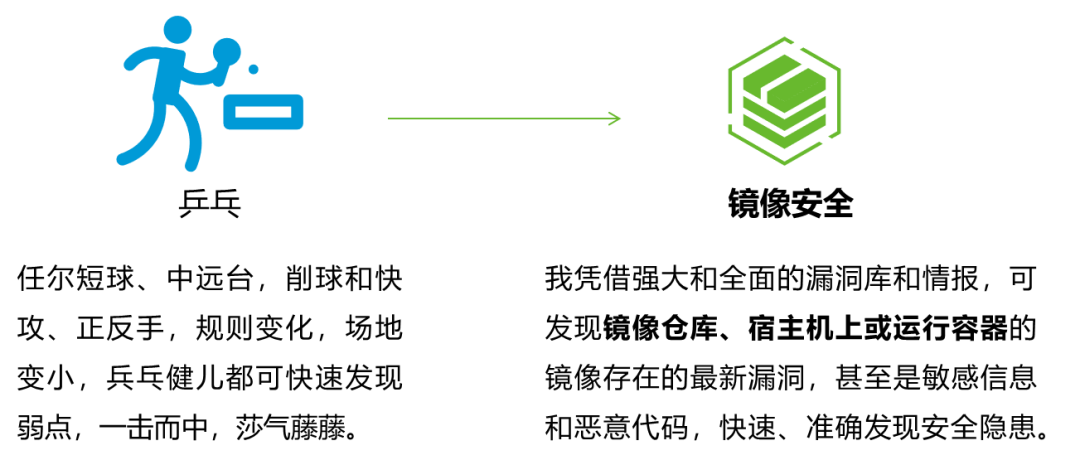 乒乓
任尔短球、中远台，削球和快
攻、正反手，规则变化，场地
变小，兵乓健儿都可快速发现
弱点，一击而中，莎气藤藤。
镜像安全
我凭借强大和全面的漏洞库和情报，可
发现镜像仓库、宿主机上或运行容器的
镜像存在的最新漏洞，甚至是敏感信息
和恶意代码，快速、准确发现安全隐患。